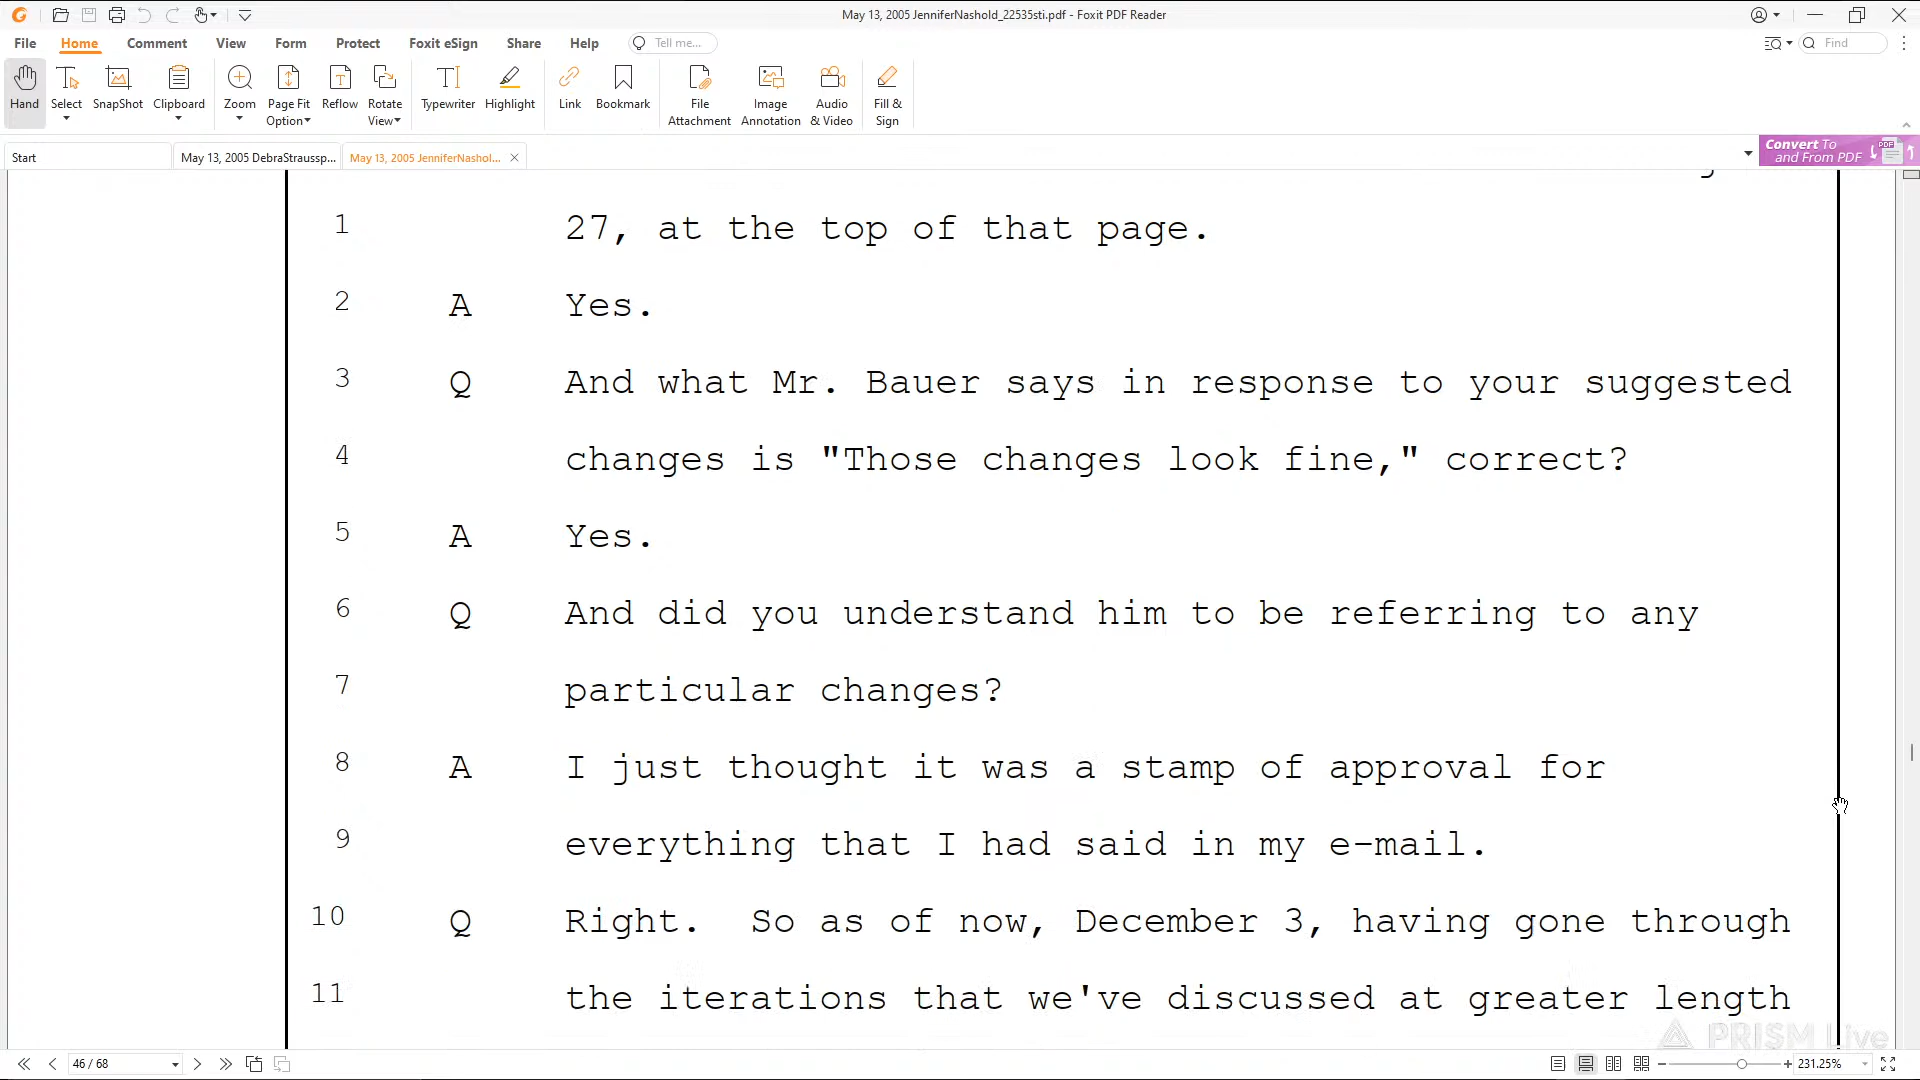 May 13, 2005 JenniferNashold_22535sti.pdf - Foxit PDF Reader
File Home Comment View Form Protect Foxit eSign Share Help Tell me... Find
Hand Select SnapShot Clipboard Zoom Page Fit Option Reflow Rotate View Typewriter Highlight Link Bookmark File Attachment Image Annotation Audio & Video Fill & Sign
Start May 13, 2005 DebraStraussp... May 13, 2005 JenniferNashol... Convert To and From PDF
1 27, at the top of that page.
2 A Yes.
3 Q And what Mr. Bauer says in response to your suggested
4 changes is "Those changes look fine," correct?
5 A Yes.
6 Q And did you understand him to be referring to any
7 particular changes?
8 A I just thought it was a stamp of approval for
9 everything that I had said in my e-mail.
10 Q Right. So as of now, December 3, having gone through
11 the iterations that we've discussed at greater length
PRISM Live
46 / 68 231.25%